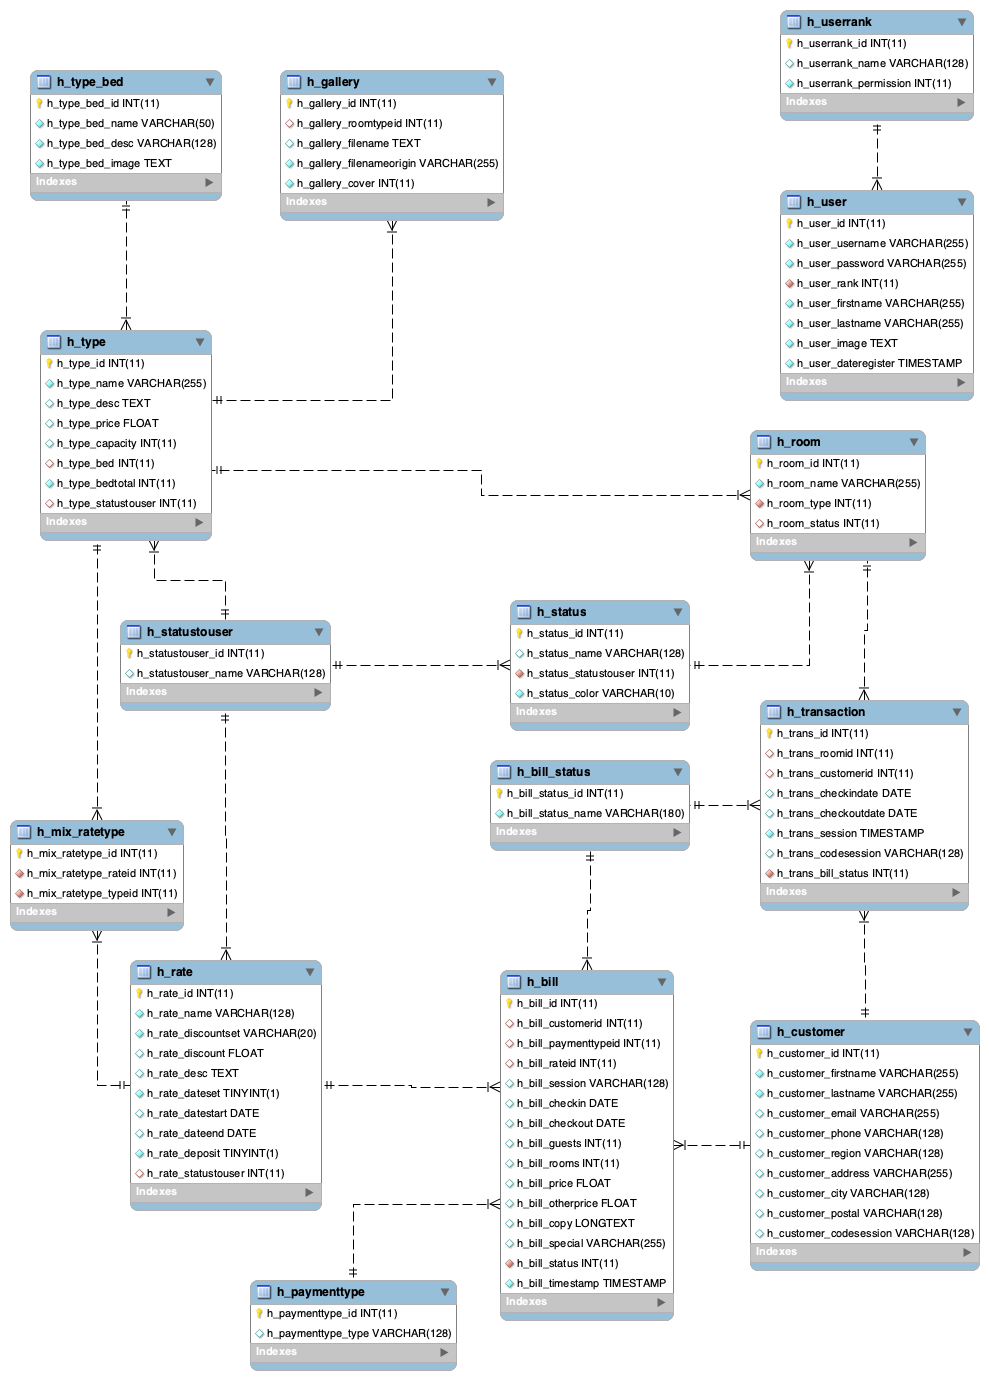 h_userrank
h_userrank_id INT(11)
h_userrank_name VARCHAR(128)
h_userrank_permission INT(11)
Indexes
h_type_bed
h_type_bed_id INT(11)
h_type_bed_name VARCHAR(50)
h_type_bed_desc VARCHAR(128)
h_type_bed_image TEXT
Indexes
h_gallery
h_gallery_id INT(11)
h_gallery_roomtypeid INT(11)
h_gallery_filename TEXT
h_gallery_filenameorigin VARCHAR(255)
h_gallery_cover INT(11)
Indexes
h_user
h_user_id INT(11)
h_user_username VARCHAR(255)
h_user_password VARCHAR(255)
h_user_rank INT(11)
h_user_firstname VARCHAR(255)
h_user_lastname VARCHAR(255)
h_user_image TEXT
h_user_dateregister TIMESTAMP
Indexes
h_type
h_type_id INT(11)
h_type_name VARCHAR(255)
h_type_desc TEXT
h_type_price FLOAT
h_type_capacity INT(11)
h_type_bed INT(11)
h_type_bedtotal INT(11)
h_type_statustouser INT(11)
Indexes
h_room
h_room_id INT(11)
h_room_name VARCHAR(255)
h_room_type INT(11)
h_room_status INT(11)
Indexes
h_statustouser
h_statustouser_id INT(11)
h_statustouser_name VARCHAR(128)
Indexes
h_status
h_status_id INT(11)
h_status_name VARCHAR(128)
h_status_statustouser INT(11)
h_status_color VARCHAR(10)
Indexes
h_transaction
h_trans_id INT(11)
h_trans_roomid INT(11)
h_trans_customerid INT(11)
h_trans_checkindate DATE
h_trans_checkoutdate DATE
h_trans_session TIMESTAMP
h_trans_codesession VARCHAR(128)
h_trans_bill_status INT(11)
Indexes
h_bill_status
h_bill_status_id INT(11)
h_bill_status_name VARCHAR(180)
Indexes
h_mix_ratetype
h_mix_ratetype_id INT(11)
h_mix_ratetype_rateid INT(11)
h_mix_ratetype_typeid INT(11)
Indexes
h_rate
h_rate_id INT(11)
h_rate_name VARCHAR(128)
h_rate_discountset VARCHAR(20)
h_rate_discount FLOAT
h_rate_desc TEXT
h_rate_dateset TINYINT(1)
h_rate_datestart DATE
h_rate_dateend DATE
h_rate_deposit TINYINT(1)
h_rate_statustouser INT(11)
Indexes
h_bill
h_bill_id INT(11)
h_bill_customerid INT(11)
h_bill_paymenttypeid INT(11)
h_bill_rateid INT(11)
h_bill_session VARCHAR(128)
h_bill_checkin DATE
h_bill_checkout DATE
h_bill_guests INT(11)
h_bill_rooms INT(11)
h_bill_price FLOAT
h_bill_otherprice FLOAT
h_bill_copy LONGTEXT
h_bill_special VARCHAR(255)
h_bill_status INT(11)
h_bill_timestamp TIMESTAMP
Indexes
h_customer
h_customer_id INT(11)
h_customer_firstname VARCHAR(255)
h_customer_lastname VARCHAR(255)
h_customer_email VARCHAR(255)
h_customer_phone VARCHAR(128)
h_customer_region VARCHAR(128)
h_customer_address VARCHAR(255)
h_customer_city VARCHAR(128)
h_customer_postal VARCHAR(128)
h_customer_codesession VARCHAR(128)
Indexes
h_paymenttype
h_paymenttype_id INT(11)
h_paymenttype_type VARCHAR(128)
Indexes